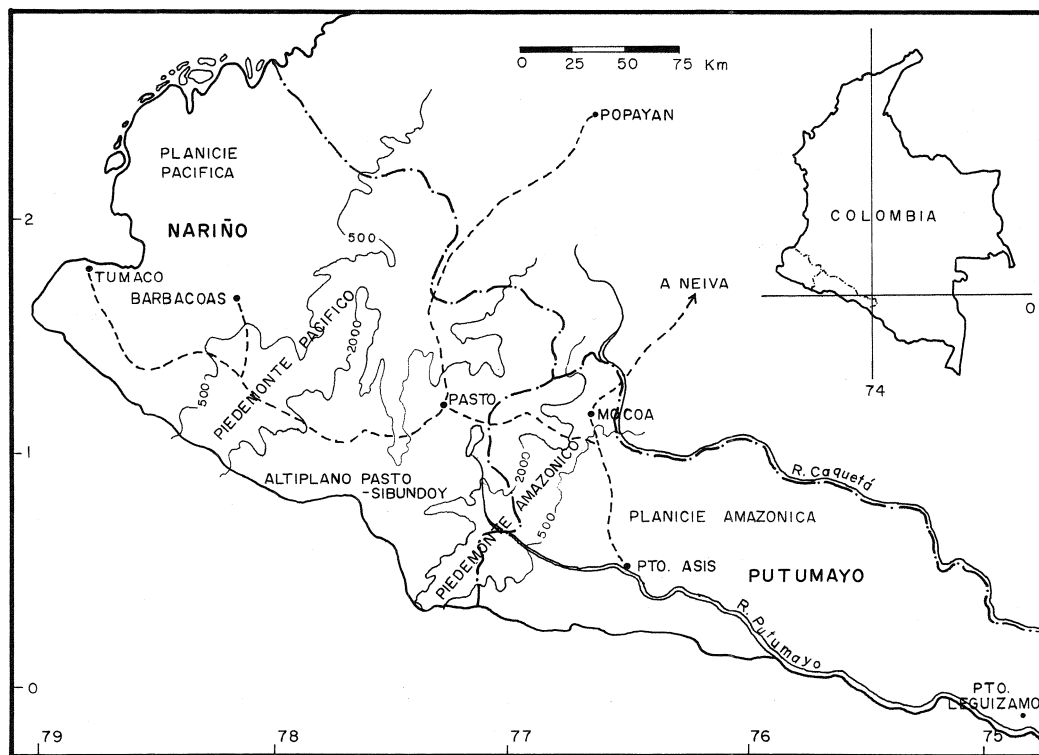 0 25 50 75 Km
POPAYAN
PLANICIE
PACIFICA
COLOMBIA
2
NARIÑO
500
TUMACO
BARBACOAS
A NEIVA
0
PIEDEMONTE PACIFICO
2000
500
74
PASTO
MOCOA
1
ALTIPLANO PASTO
-SIBUNDOY
2000
R. Caquetá
PIEDEMONTE AMAZONICO
500
PLANICIE AMAZONICA
PTO. ASIS
PUTUMAYO
R. Putumayo
0
PTO.
LEGUIZAMO
79 78 77 76 75